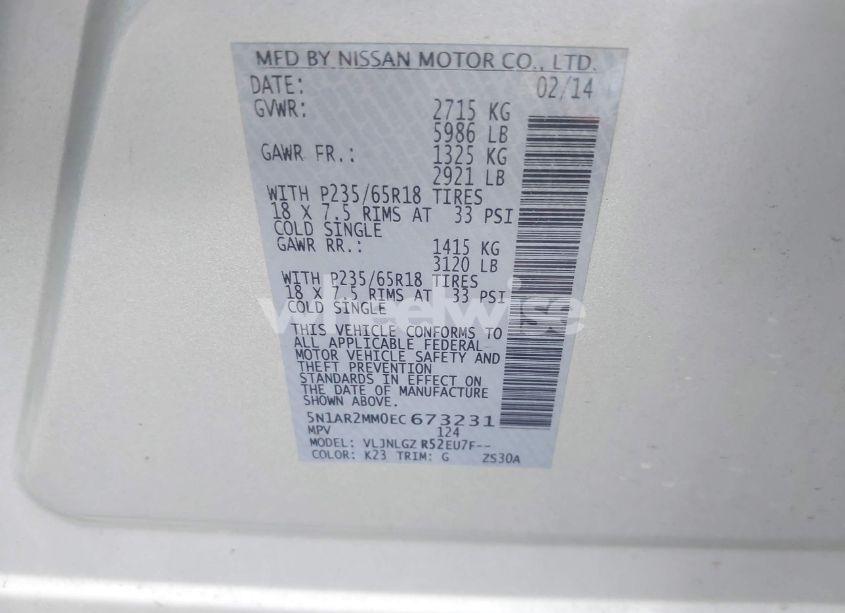 MFD BY NISSAN MOTOR CO., LTD.
DATE: 02/14
GVWR: 2715 KG
5986 LB
GAWR FR.: 1325 KG
2921 LB
WITH P235/65R18 TIRES
18 X 7.5 RIMS AT 33 PSI
COLD SINGLE
GAWR RR.: 1415 KG
3120 LB
WITH P235/65R18 TIRES
18 X 7.5 RIMS AT 33 PSI
COLD SINGLE
wheelwise
THIS VEHICLE CONFORMS TO
ALL APPLICABLE FEDERAL
MOTOR VEHICLE SAFETY AND
THEFT PREVENTION
STANDARDS IN EFFECT ON
THE DATE OF MANUFACTURE
SHOWN ABOVE.
5N1AR2MM0EC673231
MPV 124
MODEL: VLJNLGZ R52EU7F--
COLOR: K23 TRIM: G ZS30A